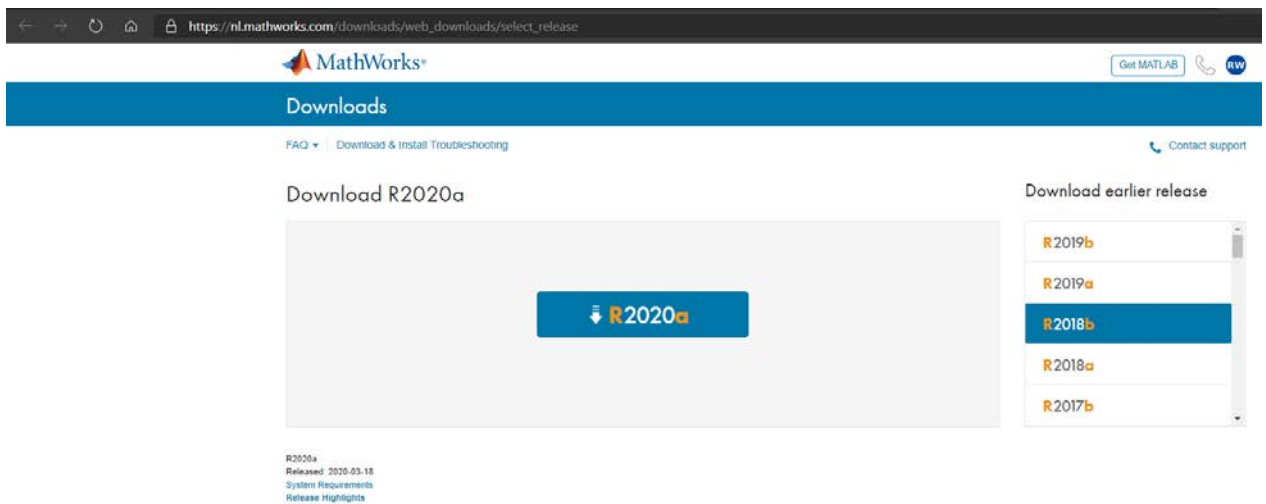 https://nl.mathworks.com/downloads/web_downloads/select_release
MathWorks®
Get MATLAB
RW
Downloads
FAQ
Download & Install Troubleshooting
Contact support
Download R2020a
Download earlier release
R2020a
R2019b
R2019a
R2018b
R2018a
R2017b
R2020a
Released: 2020-03-18
System Requirements
Release Highlights